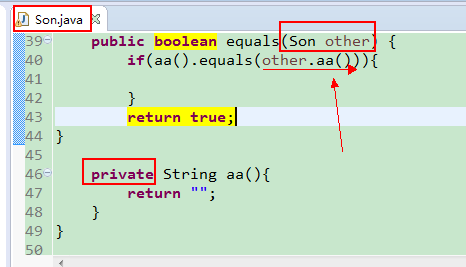 Son.java
39 public boolean equals(Son other) {
40 if(aa().equals(other.aa())){
41
42 }
43 return true;
44 }
45
46 private String aa(){
47 return "";
48 }
49 }
50